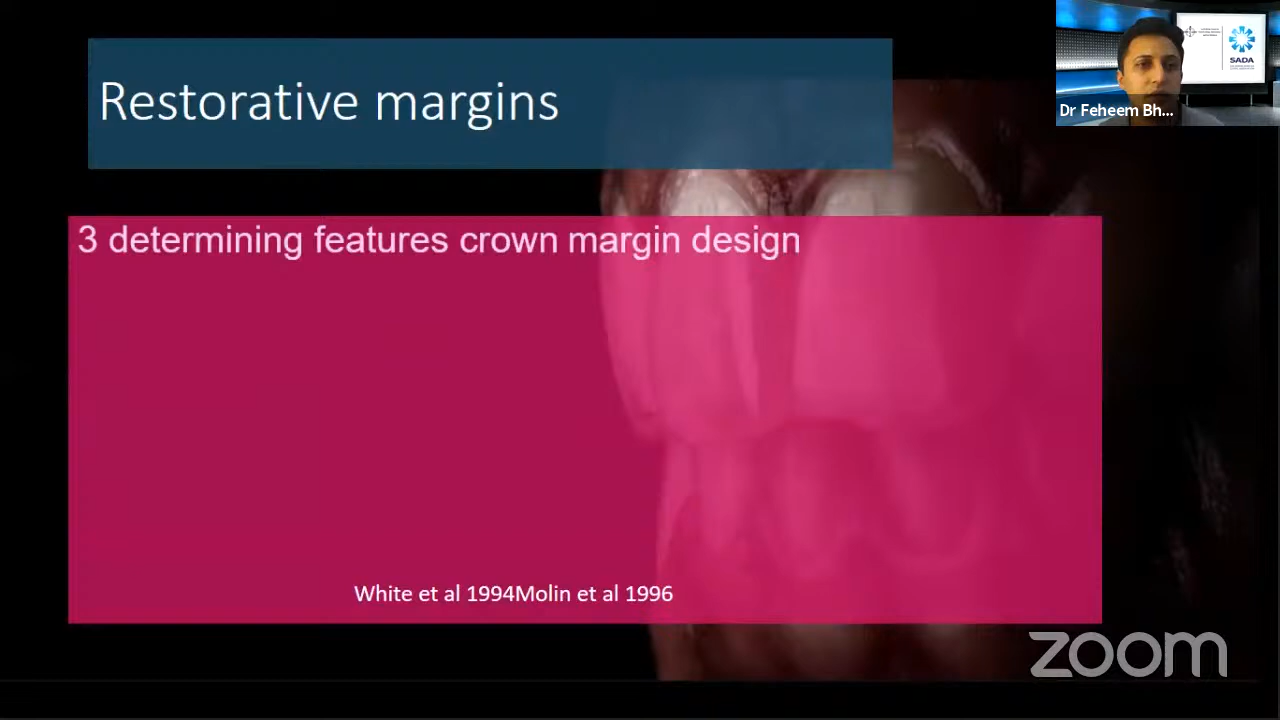 Restorative margins
SADA
Dr Feheem Bh...
3 determining features crown margin design
White et al 1994Molin et al 1996
zoom